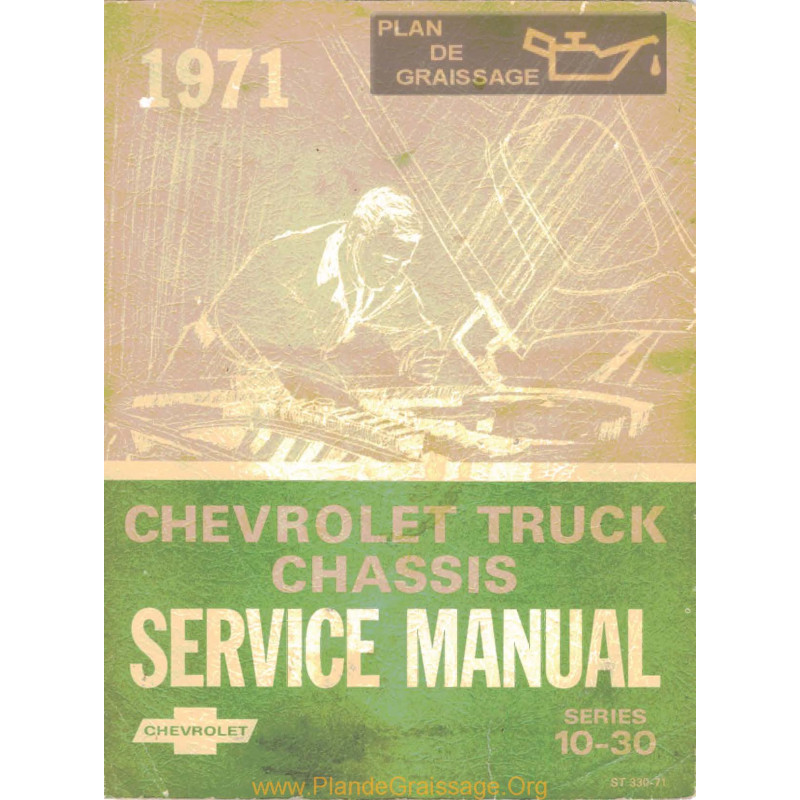 1971
PLAN
DE
GRAISSAGE
CHEVROLET TRUCK
CHASSIS
SERVICE MANUAL
CHEVROLET
SERIES
10-30
ST 330-71
www.PlandeGraissage.Org